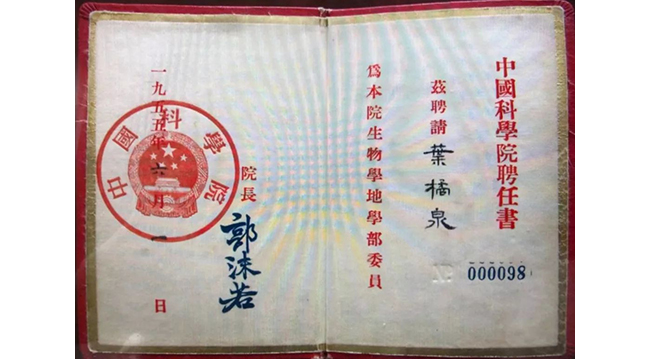 中國科學院聘任書
茲聘請 葉橘泉
為本院生物學地學部委員
院長 郭沫若
一九五五年六月一日
中國科學院
000098